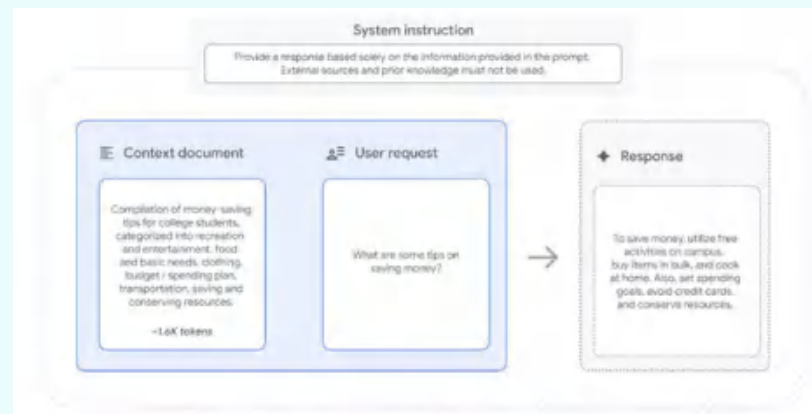 System instruction
Provide a response based solely on the information provided in the prompt.
External sources and prior knowledge must not be used.
Context document
User request
Response
Compilation of money-saving
tips for college students,
categorized into recreation
and entertainment, food
and basic needs, clothing,
budget / spending plan,
transportation, saving and
conserving resources.
~1.6K tokens
What are some tips on
saving money?
To save money, utilize free
activities on campus,
buy items in bulk, and cook
at home. Also, set spending
goals, avoid credit cards,
and conserve resources.